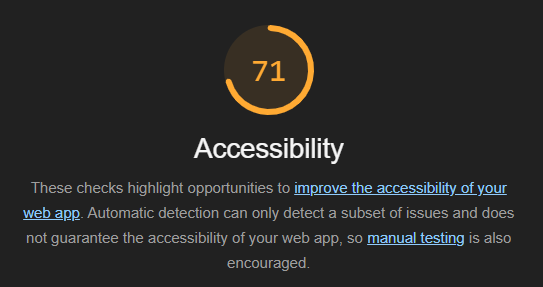 71
Accessibility
These checks highlight opportunities to improve the accessibility of your
web app. Automatic detection can only detect a subset of issues and does
not guarantee the accessibility of your web app, so manual testing is also
encouraged.